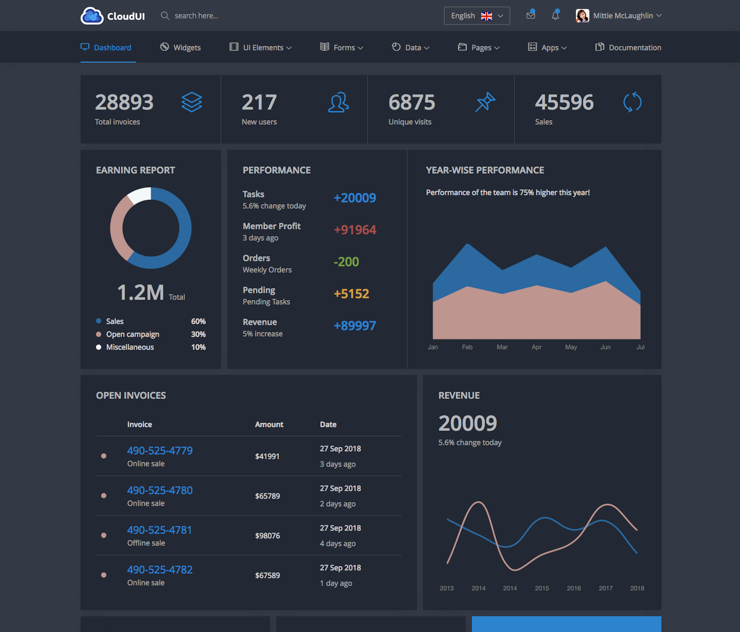 CloudUI
search here...
English
Mittie McLaughlin
Dashboard
Widgets
UI Elements
Forms
Data
Pages
Apps
Documentation
28893
Total invoices
217
New users
6875
Unique visits
45596
Sales
EARNING REPORT
1.2M Total
Sales 60%
Open campaign 30%
Miscellaneous 10%
PERFORMANCE
Tasks
5.6% change today
+20009
Member Profit
3 days ago
+91964
Orders
Weekly Orders
-200
Pending
Pending Tasks
+5152
Revenue
5% increase
+89997
YEAR-WISE PERFORMANCE
Performance of the team is 75% higher this year!
Jan Feb Mar Apr May Jun Jul
OPEN INVOICES
Invoice Amount Date
490-525-4779
Online sale
$41991
27 Sep 2018
3 days ago
490-525-4780
Online sale
$65789
27 Sep 2018
2 days ago
490-525-4781
Offline sale
$98076
27 Sep 2018
4 days ago
490-525-4782
Online sale
$67589
27 Sep 2018
1 day ago
REVENUE
20009
5.6% change today
2013 2014 2014 2015 2016 2017 2018